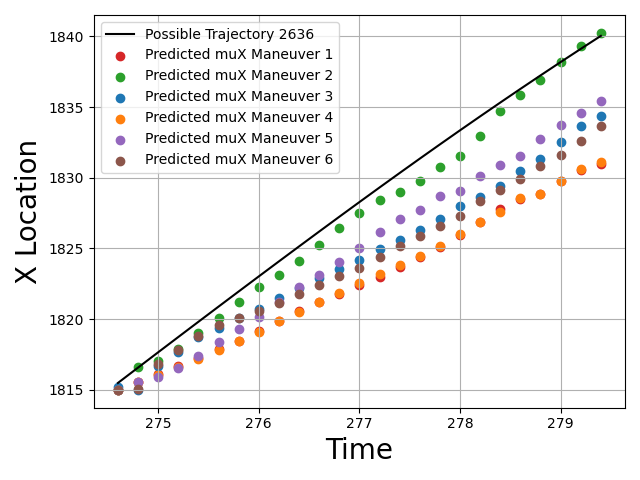 Possible Trajectory 2636
Predicted muX Maneuver 1
Predicted muX Maneuver 2
Predicted muX Maneuver 3
Predicted muX Maneuver 4
Predicted muX Maneuver 5
Predicted muX Maneuver 6
1840
1835
1830
1825
1820
1815
X Location
275
276
277
278
279
Time